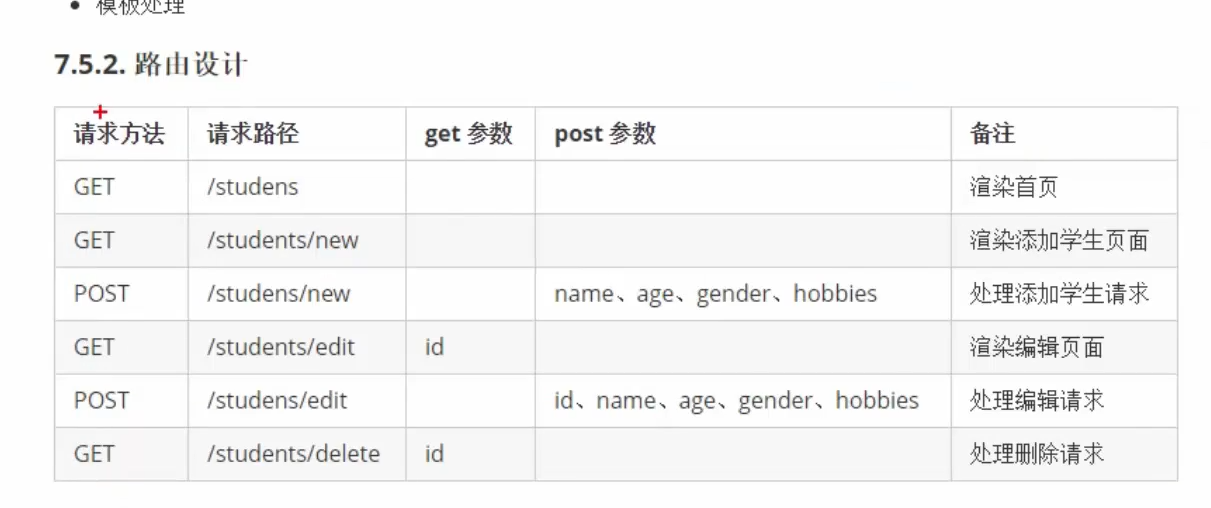 模板处理
7.5.2. 路由设计
请求方法 请求路径 get 参数 post 参数 备注
GET /studens 渲染首页
GET /students/new 渲染添加学生页面
POST /studens/new name、age、gender、hobbies 处理添加学生请求
GET /students/edit id 渲染编辑页面
POST /studens/edit id、name、age、gender、hobbies 处理编辑请求
GET /students/delete id 处理删除请求